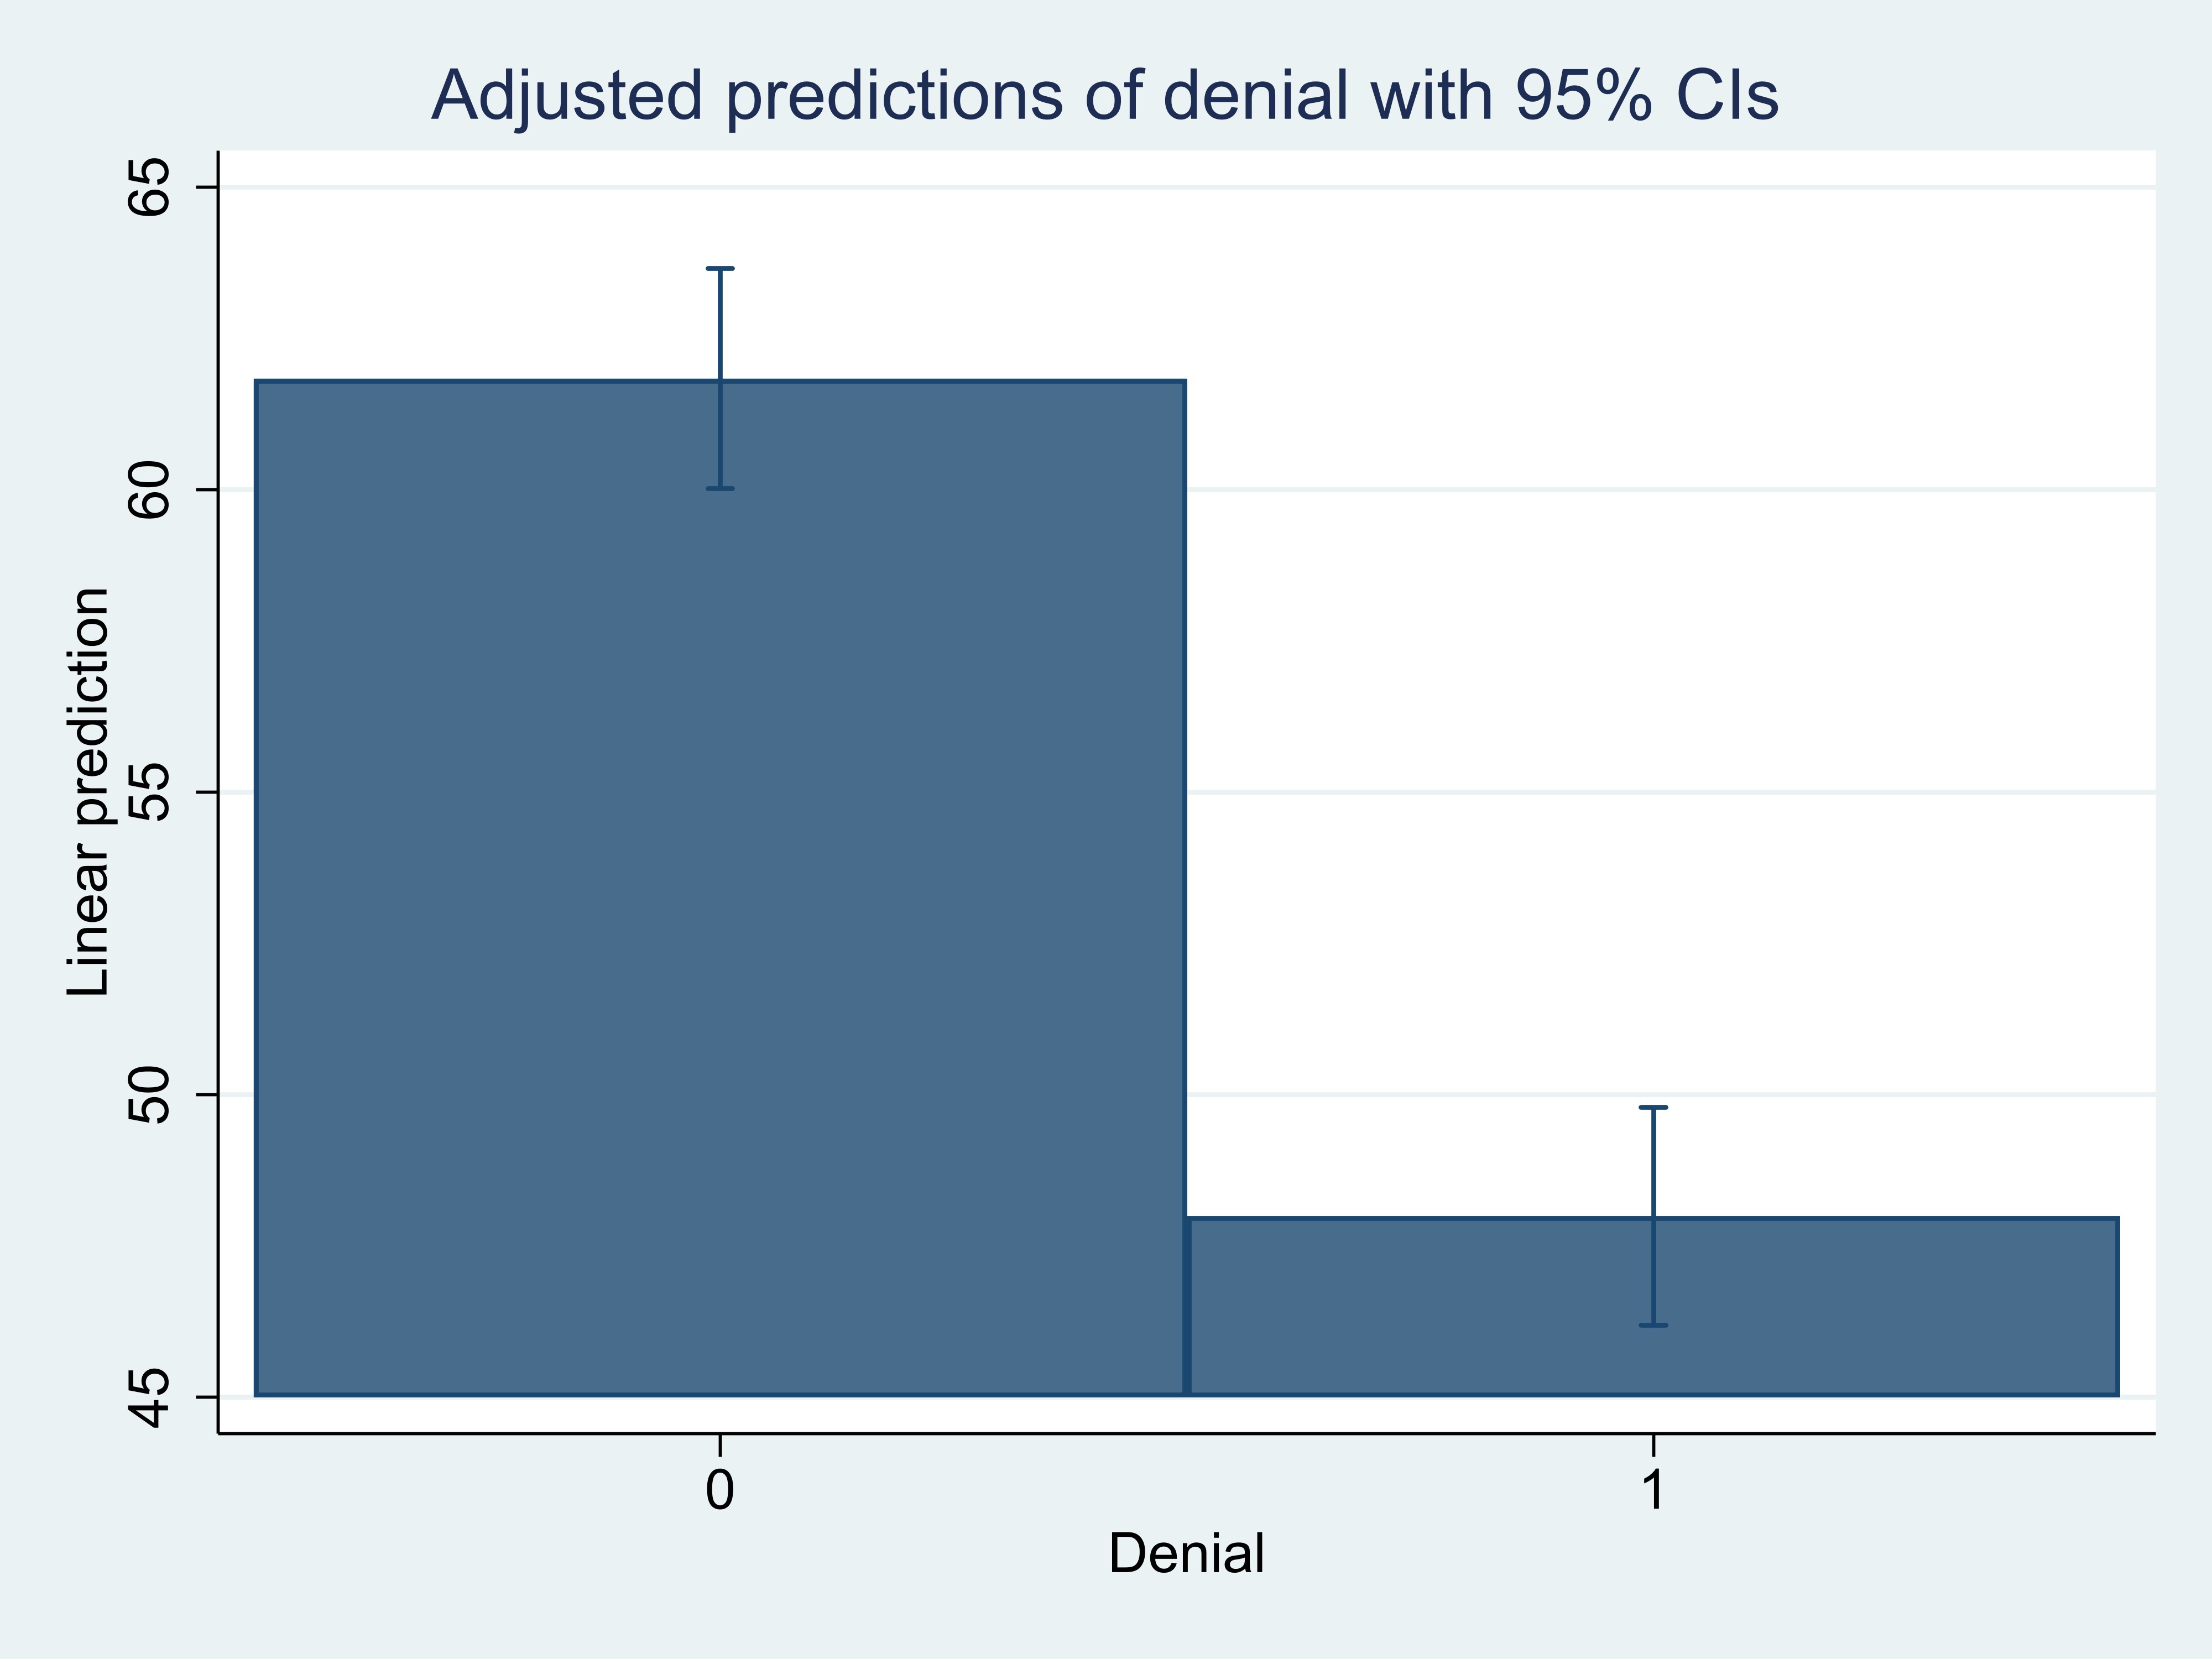 Adjusted predictions of denial with 95% CIs
65
60
55
50
45
Linear prediction
0
1
Denial